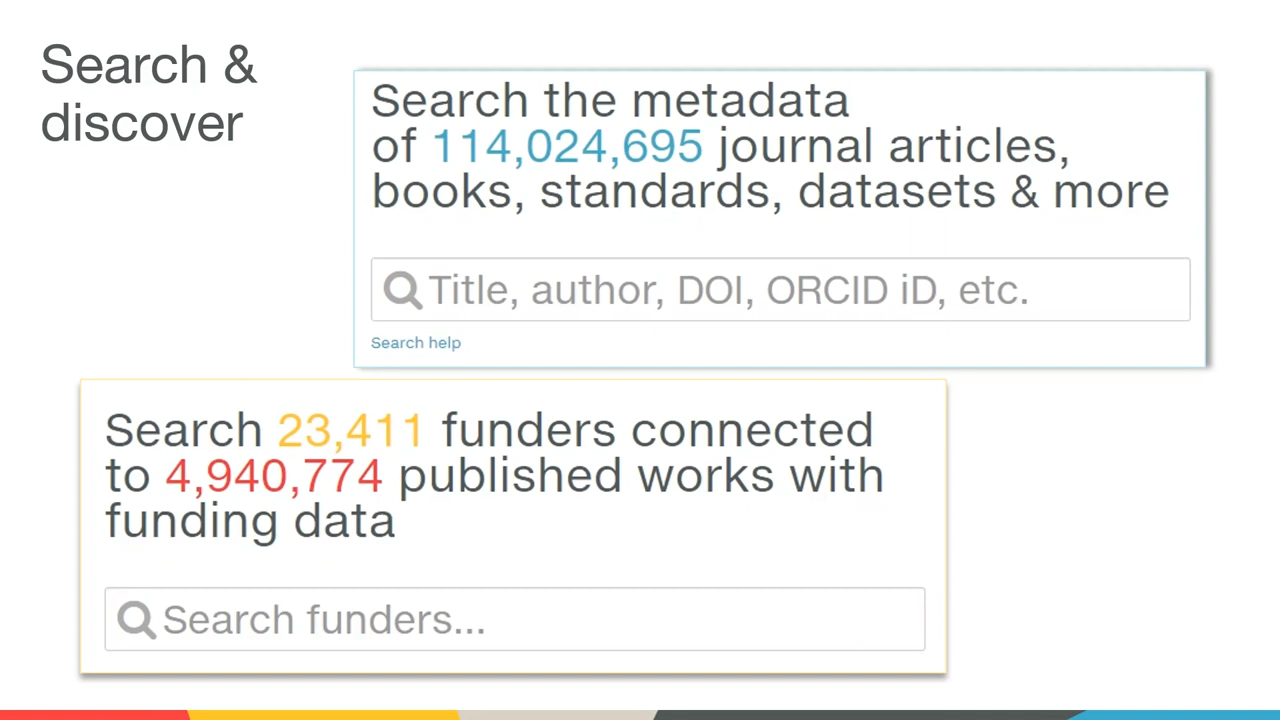 Search &
discover
Search the metadata
of 114,024,695 journal articles,
books, standards, datasets & more
Title, author, DOI, ORCID iD, etc.
Search help
Search 23,411 funders connected
to 4,940,774 published works with
funding data
Search funders...